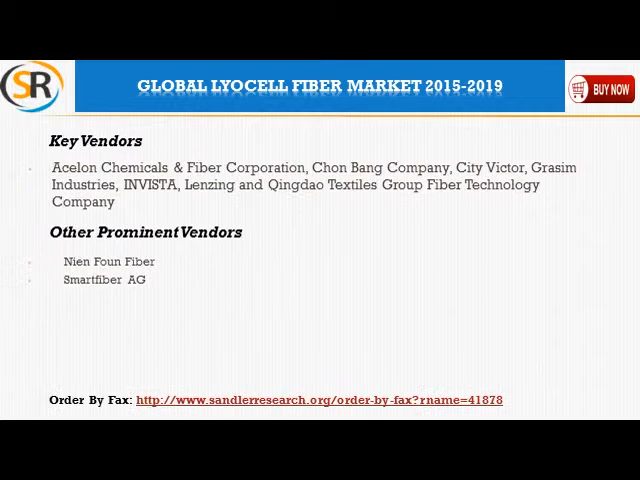 SR
GLOBAL LYOCELL FIBER MARKET 2015-2019
BUY NOW
Key Vendors
Acelon Chemicals & Fiber Corporation, Chon Bang Company, City Victor, Grasim
Industries, INVISTA, Lenzing and Qingdao Textiles Group Fiber Technology
Company
Other Prominent Vendors
Nien Foun Fiber
Smartfiber AG
Order By Fax: http://www.sandlerresearch.org/order-by-fax?rname=41878